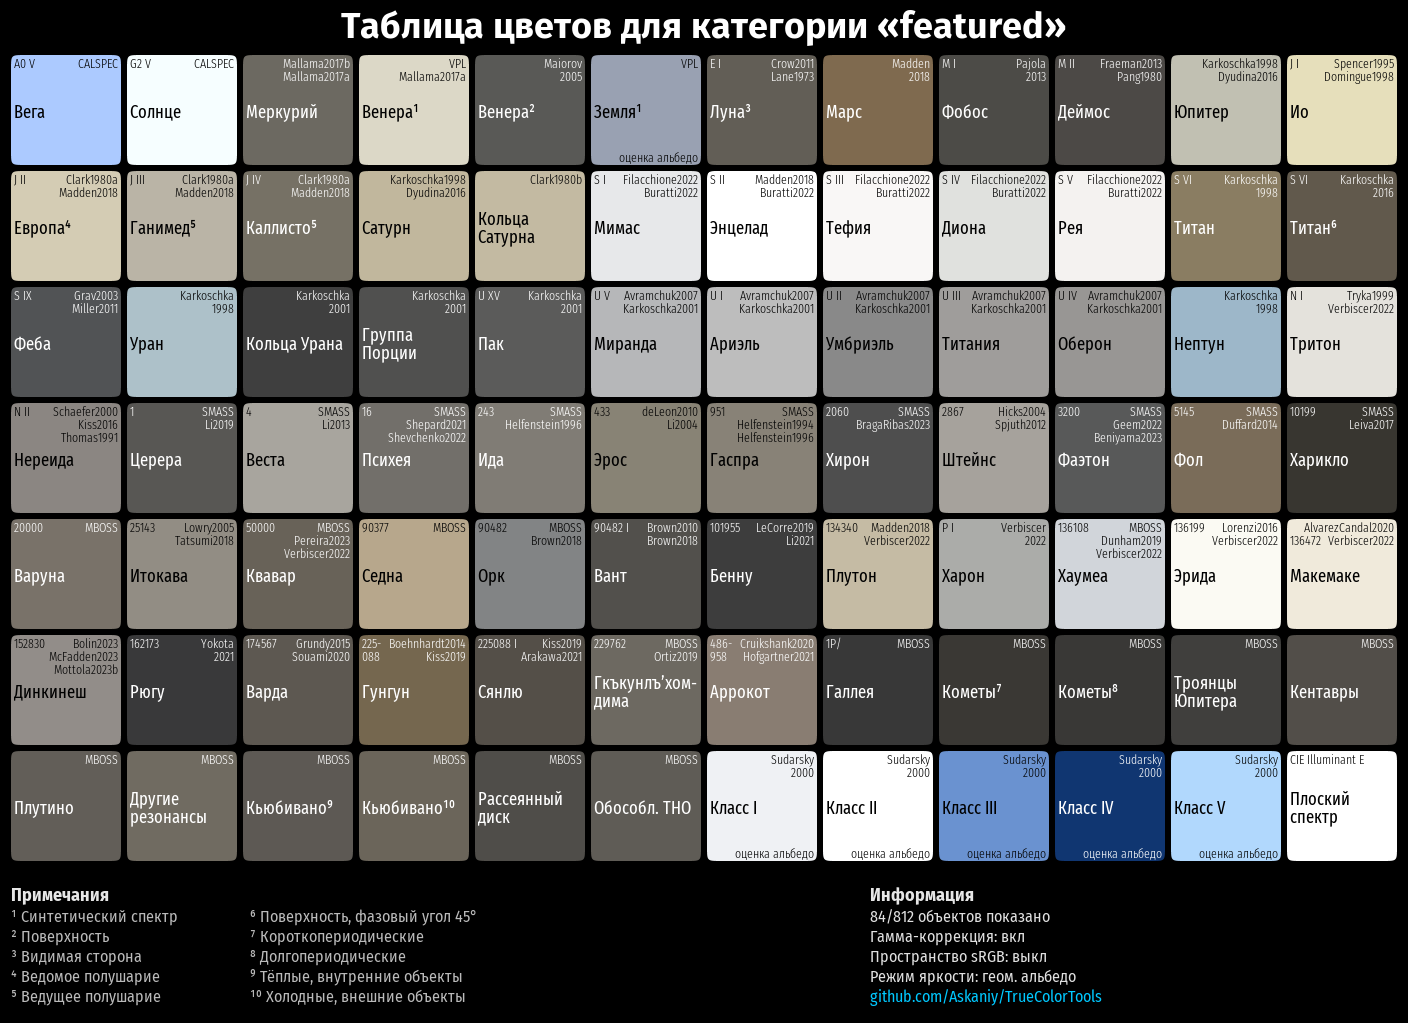 Таблица цветов для категории «featured»
A0 V CALSPEC
Вега
G2 V CALSPEC
Солнце
Mallama2017b
Mallama2017a
Меркурий
VPL
Mallama2017a
Венера¹
Maiorov
2005
Венера²
VPL
Земля¹
оценка альбедо
E I Crow2011
Lane1973
Луна³
Madden
2018
Марс
M I Pajola
2013
Фобос
M II Fraeman2013
Pang1980
Деймос
Karkoschka1998
Dyudina2016
Юпитер
J I Spencer1995
Domingue1998
Ио
J II Clark1980a
Madden2018
Европа⁴
J III Clark1980a
Madden2018
Ганимед⁵
J IV Clark1980a
Madden2018
Каллисто⁵
Karkoschka1998
Dyudina2016
Сатурн
Clark1980b
Кольца
Сатурна
S I Filacchione2022
Buratti2022
Мимас
S II Madden2018
Buratti2022
Энцелад
S III Filacchione2022
Buratti2022
Тефия
S IV Filacchione2022
Buratti2022
Диона
S V Filacchione2022
Buratti2022
Рея
S VI Karkoschka
1998
Титан
S VI Karkoschka
2016
Титан⁶
S IX Grav2003
Miller2011
Феба
Karkoschka
1998
Уран
Karkoschka
2001
Кольца Урана
Karkoschka
2001
Группа
Порции
U XV Karkoschka
2001
Пак
U V Avramchuk2007
Karkoschka2001
Миранда
U I Avramchuk2007
Karkoschka2001
Ариэль
U II Avramchuk2007
Karkoschka2001
Умбриэль
U III Avramchuk2007
Karkoschka2001
Титания
U IV Avramchuk2007
Karkoschka2001
Оберон
Karkoschka
1998
Нептун
N I Tryka1999
Verbiscer2022
Тритон
N II Schaefer2000
Kiss2016
Thomas1991
Нереида
1 SMASS
Li2019
Церера
4 SMASS
Li2013
Веста
16 SMASS
Shepard2021
Shevchenko2022
Психея
243 SMASS
Helfenstein1996
Ида
433 deLeon2010
Li2004
Эрос
951 SMASS
Helfenstein1994
Helfenstein1996
Гаспра
2060 SMASS
BragaRibas2023
Хирон
2867 Hicks2004
Spjuth2012
Штейнс
3200 SMASS
Geem2022
Beniyama2023
Фаэтон
5145 SMASS
Duffard2014
Фол
10199 SMASS
Leiva2017
Харикло
20000 MBOSS
Варуна
25143 Lowry2005
Tatsumi2018
Итокава
50000 MBOSS
Pereira2023
Verbiscer2022
Квавар
90377 MBOSS
Седна
90482 MBOSS
Brown2018
Орк
90482 I Brown2010
Brown2018
Вант
101955 LeCorre2019
Li2021
Бенну
134340 Madden2018
Verbiscer2022
Плутон
P I Verbiscer
2022
Харон
136108 MBOSS
Dunham2019
Verbiscer2022
Хаумеа
136199 Lorenzi2016
Verbiscer2022
Эрида
AlvarezCandal2020
136472 Verbiscer2022
Макемаке
152830 Bolin2023
McFadden2023
Mottola2023b
Динкинеш
162173 Yokota
2021
Рюгу
174567 Grundy2015
Souami2020
Варда
225- Boehnhardt2014
088 Kiss2019
Гунгун
225088 I Kiss2019
Arakawa2021
Сянлю
229762 MBOSS
Ortiz2019
Гкъкунлъ’хом-
дима
486- Cruikshank2020
958 Hofgartner2021
Аррокот
1P/ MBOSS
Галлея
MBOSS
Кометы⁷
MBOSS
Кометы⁸
MBOSS
Троянцы
Юпитера
MBOSS
Кентавры
MBOSS
Плутино
MBOSS
Другие
резонансы
MBOSS
Кьюбивано⁹
MBOSS
Кьюбивано¹⁰
MBOSS
Рассеянный
диск
MBOSS
Обособл. ТНО
Sudarsky
2000
Класс I
оценка альбедо
Sudarsky
2000
Класс II
оценка альбедо
Sudarsky
2000
Класс III
оценка альбедо
Sudarsky
2000
Класс IV
оценка альбедо
Sudarsky
2000
Класс V
оценка альбедо
CIE Illuminant E
Плоский
спектр
Примечания
¹ Синтетический спектр
² Поверхность
³ Видимая сторона
⁴ Ведомое полушарие
⁵ Ведущее полушарие
⁶ Поверхность, фазовый угол 45°
⁷ Короткопериодические
⁸ Долгопериодические
⁹ Тёплые, внутренние объекты
¹⁰ Холодные, внешние объекты
Информация
84/812 объектов показано
Гамма-коррекция: вкл
Пространство sRGB: выкл
Режим яркости: геом. альбедо
github.com/Askaniy/TrueColorTools